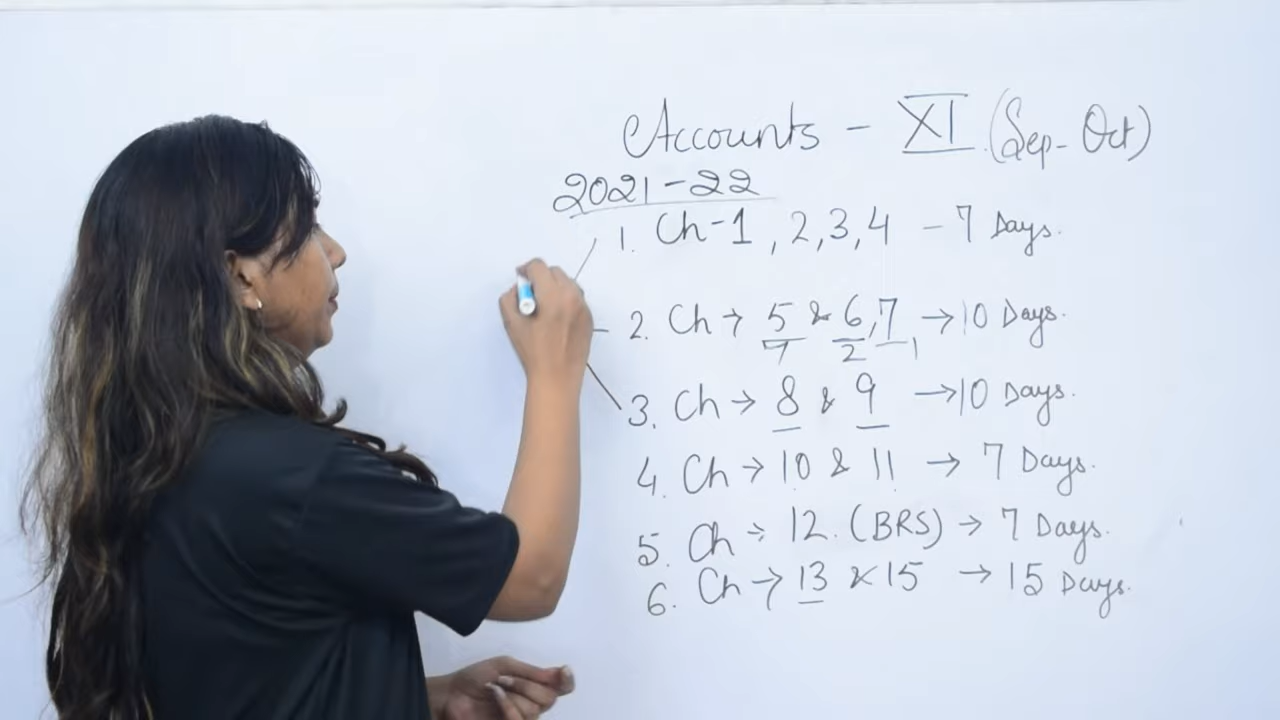 Accounts - XI (Sep-Oct)
2021-22
1. Ch-1, 2, 3, 4 - 7 Days.
2. Ch → 5 & 6, 7 → 10 Days.
7 2 1
3. Ch → 8 & 9 → 10 Days.
4. Ch → 10 & 11 → 7 Days.
5. Ch → 12. (BRS) → 7 Days.
6. Ch → 13 & 15 → 15 Days.